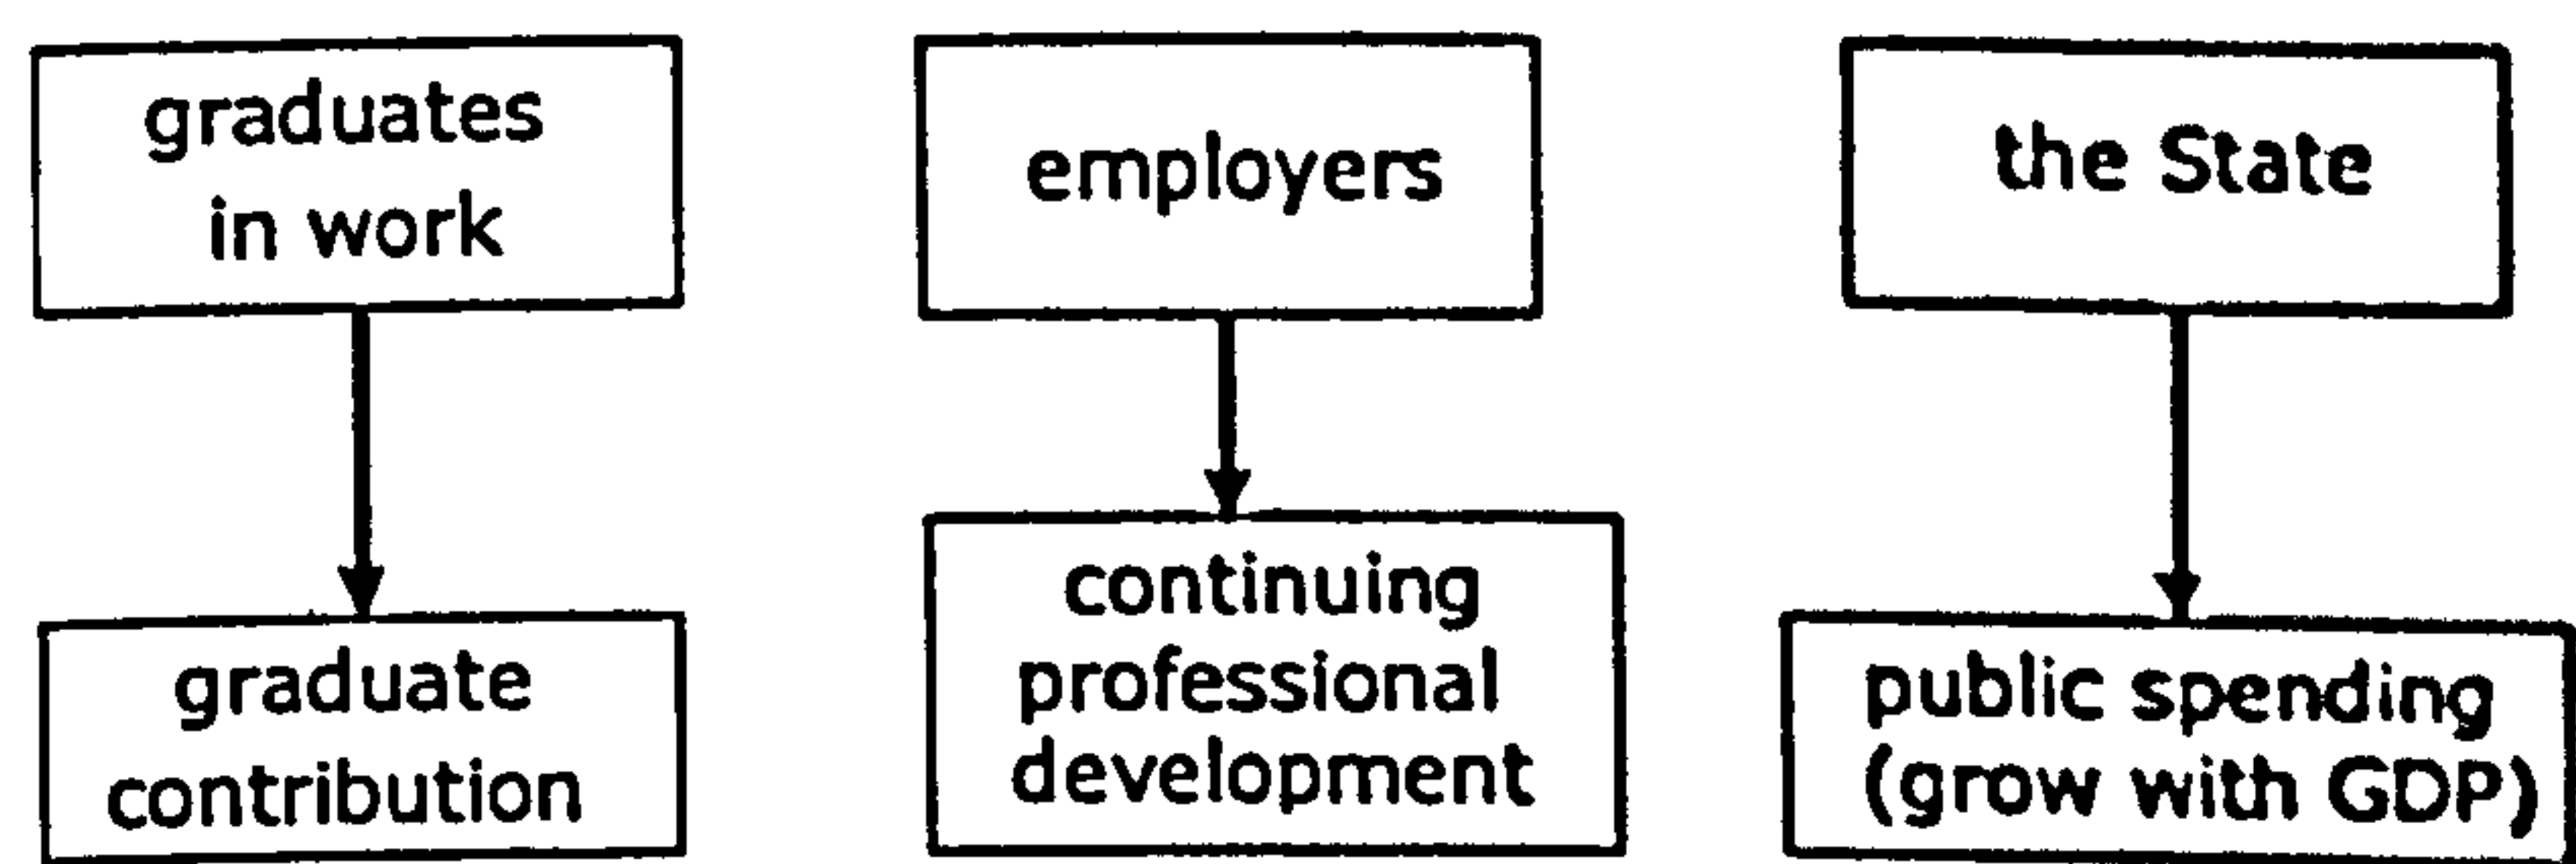 graduates
in work
employers
the State
graduate
contribution
continuing
professional
development
public spending
(grow with GDP)